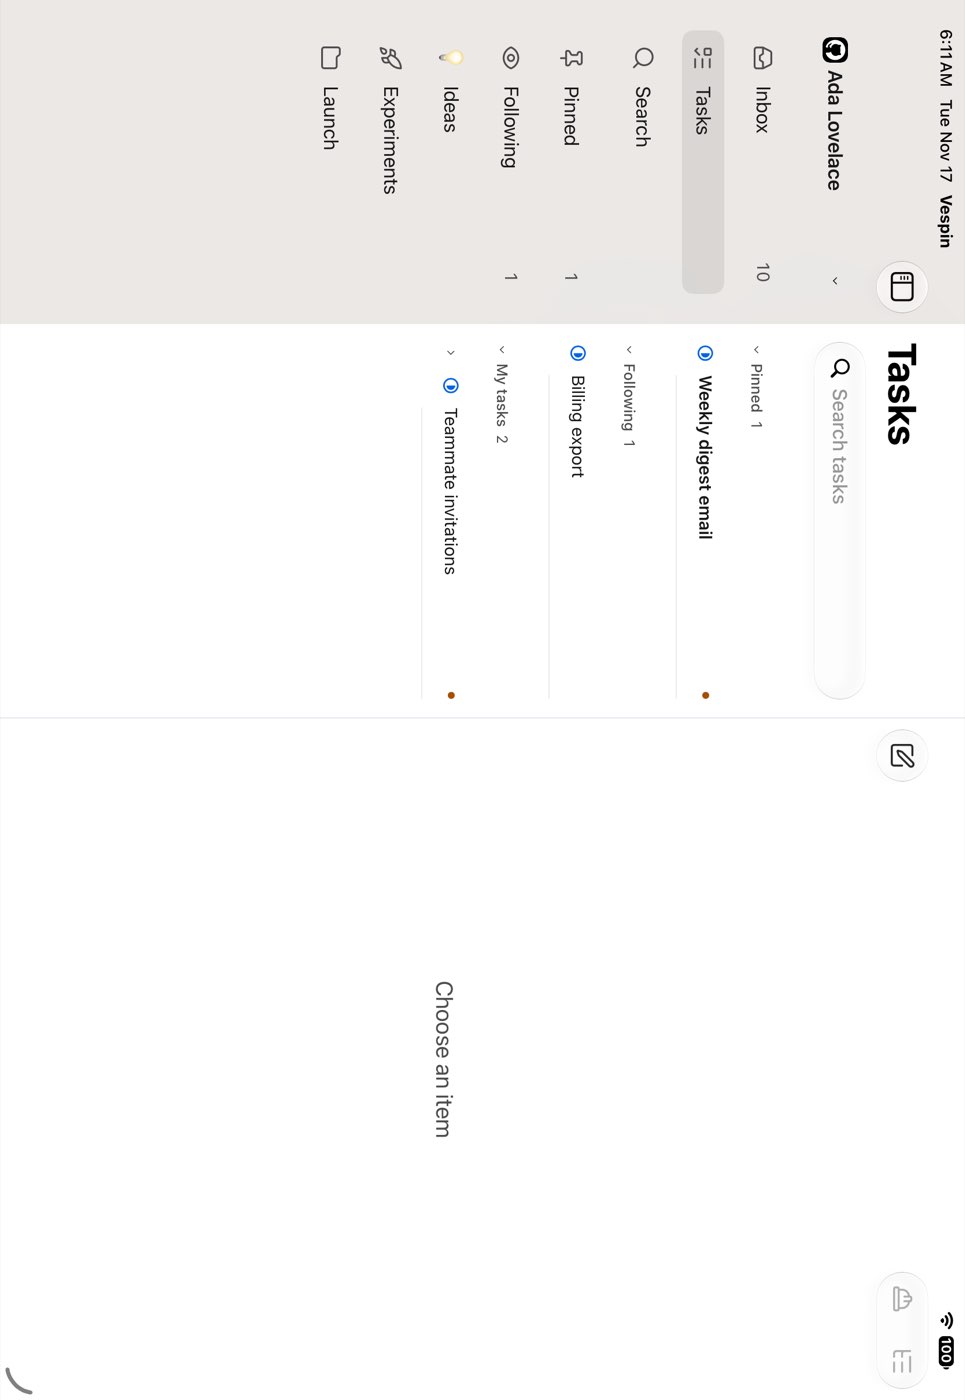 6:11 AM Tue Nov 17 Vespin
100
Ada Lovelace
Inbox 10
Tasks
Search
Pinned 1
Following 1
Ideas
Experiments
Launch
Tasks
Search tasks
Pinned 1
Weekly digest email
Following 1
Billing export
My tasks 2
Teammate invitations
Choose an item